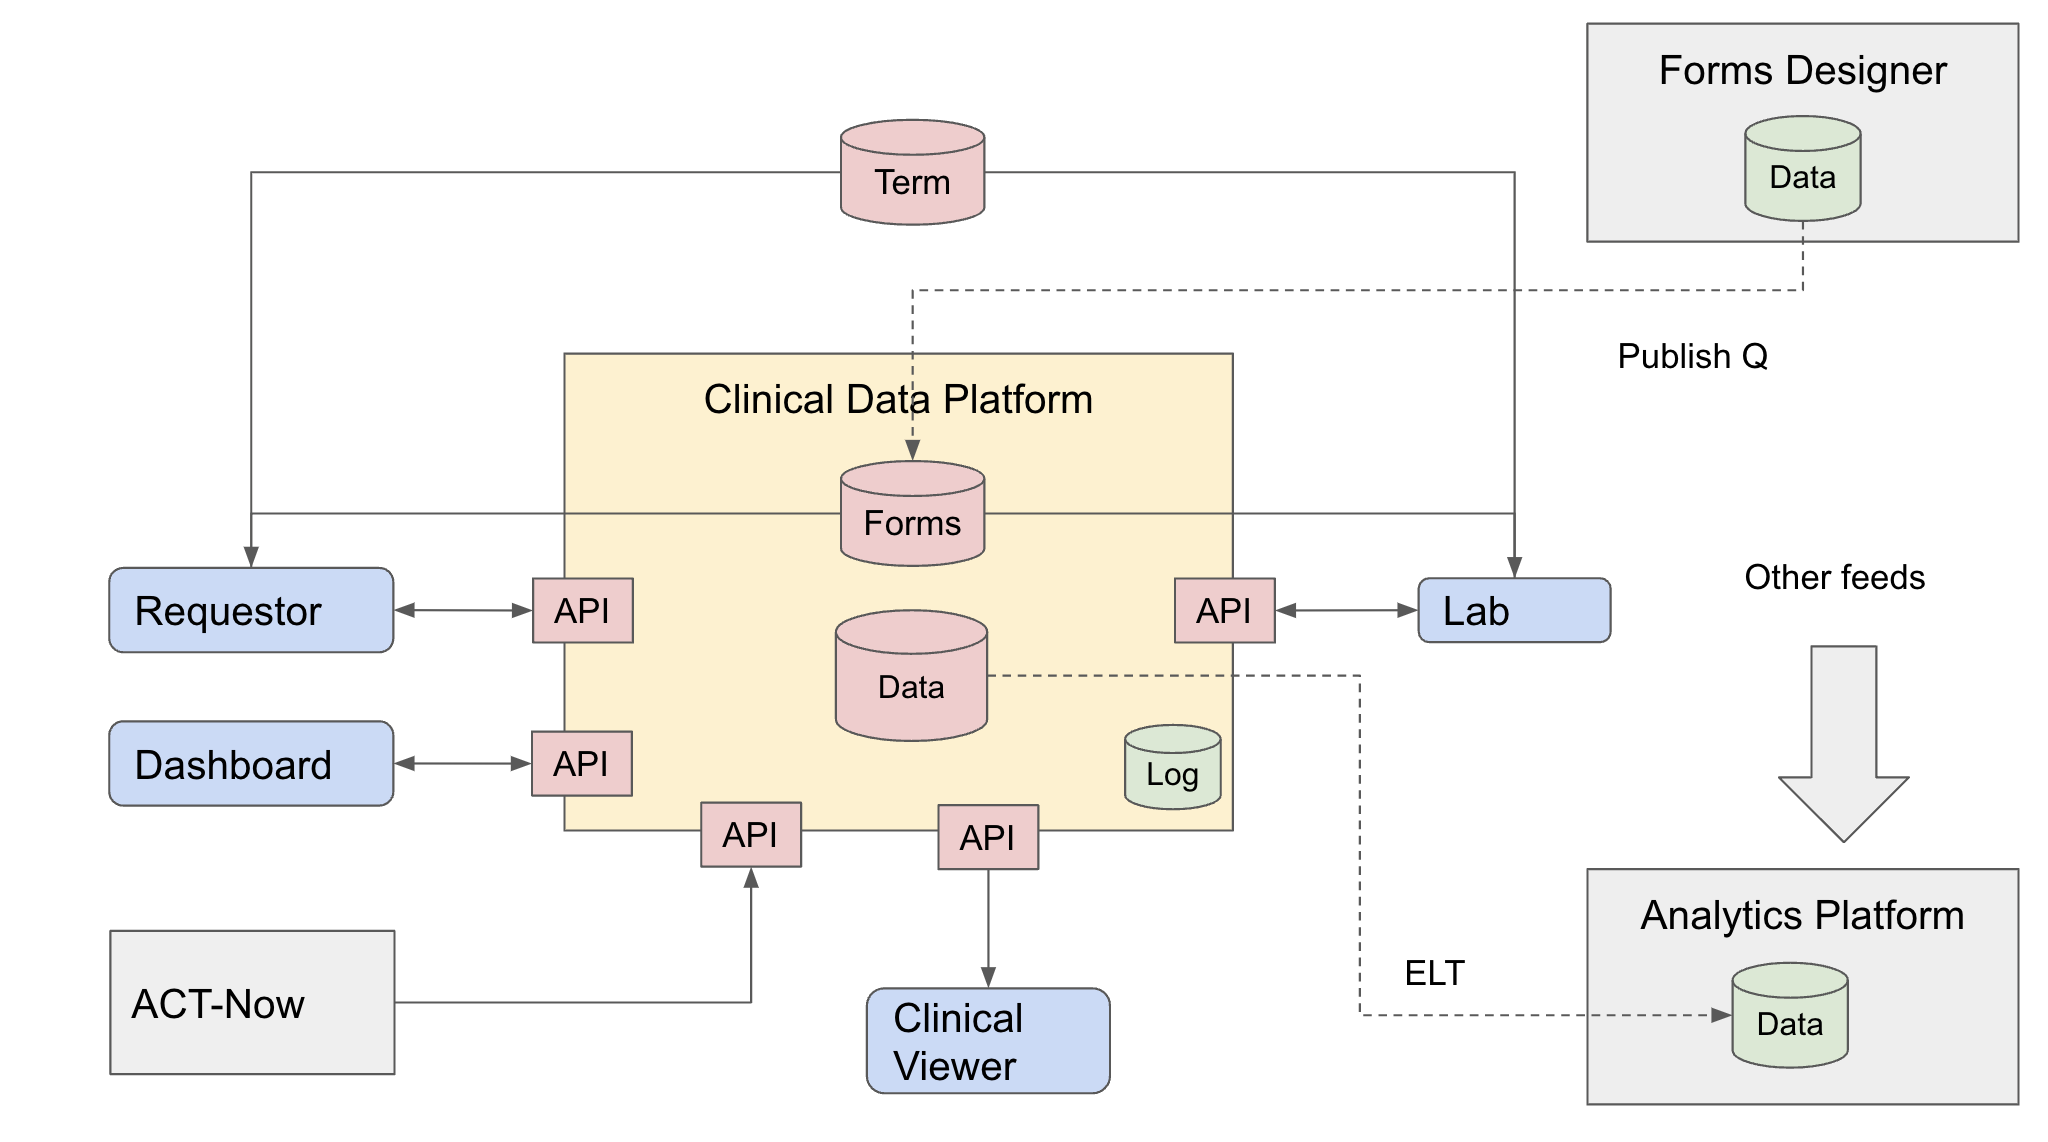 Forms Designer
Data
Term
Publish Q
Clinical Data Platform
Forms
Other feeds
Requestor
API
API
Lab
Data
Dashboard
API
Log
API
API
Analytics Platform
ELT
ACT-Now
Clinical
Viewer
Data